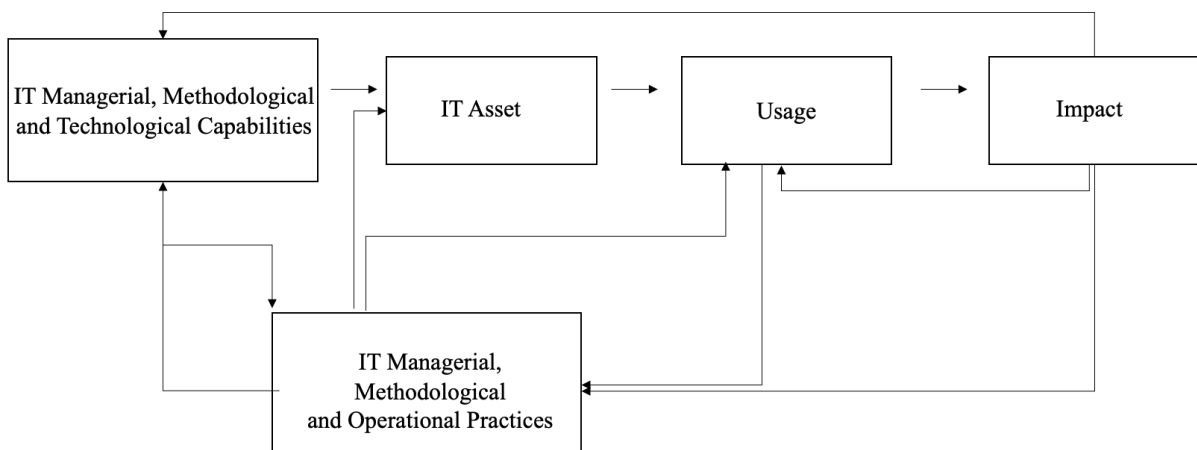 IT Managerial, Methodological
and Technological Capabilities
IT Asset
Usage
Impact
IT Managerial,
Methodological
and Operational Practices